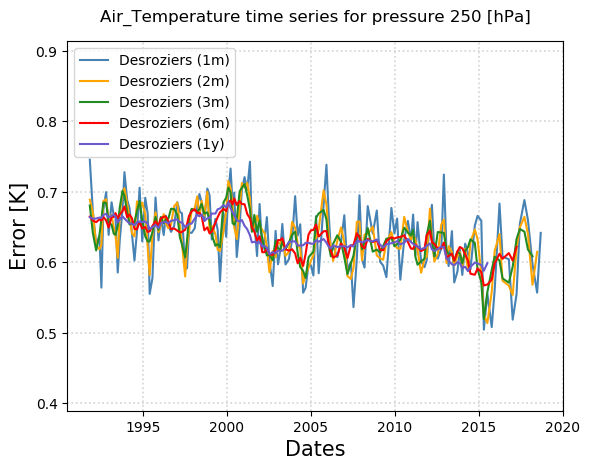 Air_Temperature time series for pressure 250 [hPa]
Error [K]
0.9
0.8
0.7
0.6
0.5
0.4
Desroziers (1m)
Desroziers (2m)
Desroziers (3m)
Desroziers (6m)
Desroziers (1y)
1995 2000 2005 2010 2015 2020
Dates